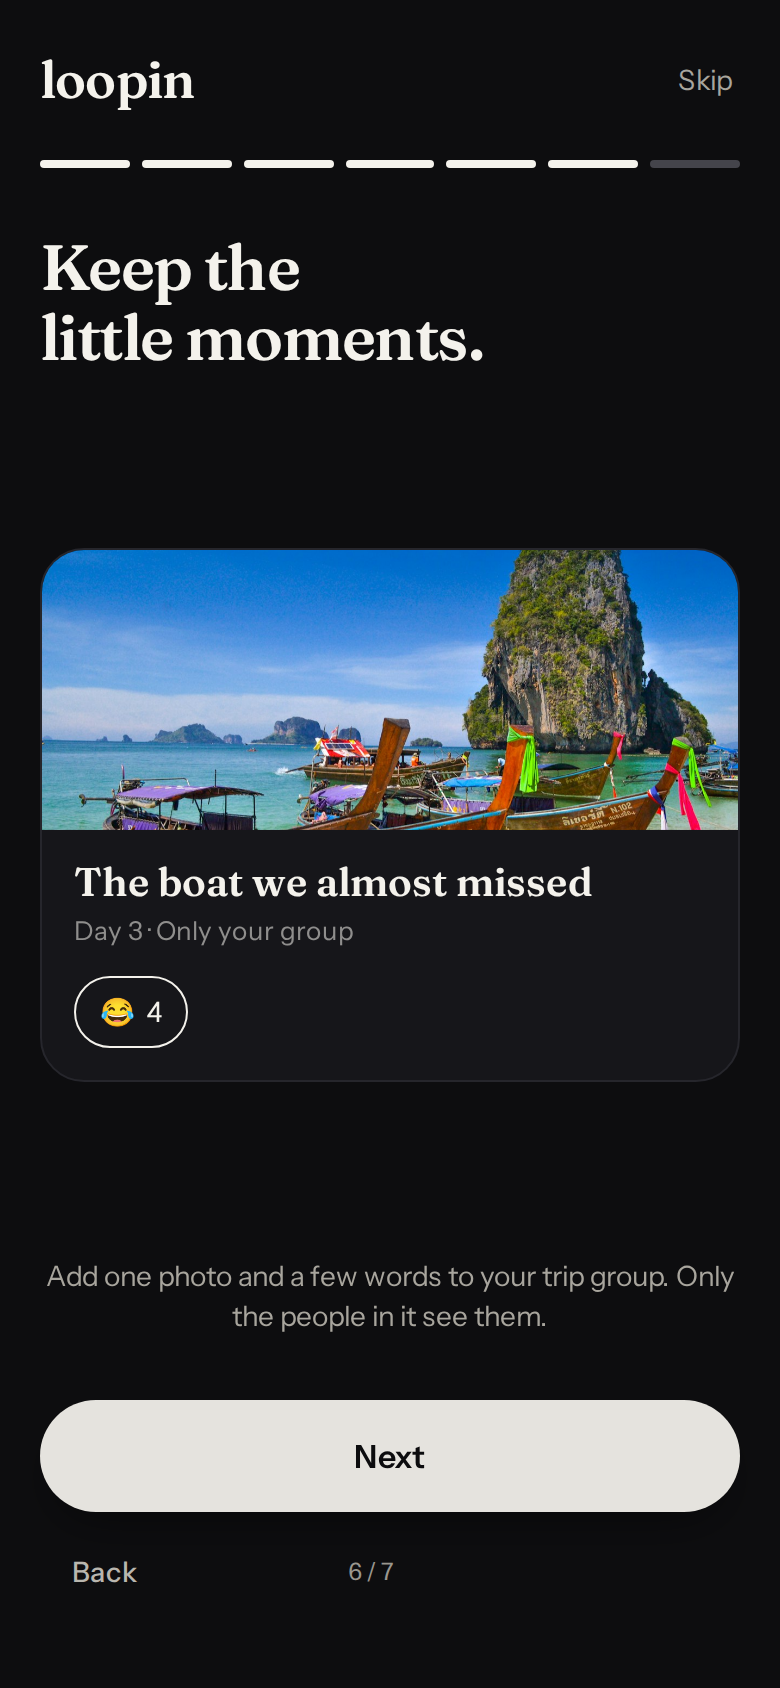 loopin
Skip
Keep the
little moments.
N.102
The boat we almost missed
Day 3 · Only your group
😂 4
Add one photo and a few words to your trip group. Only
the people in it see them.
Next
Back
6 / 7